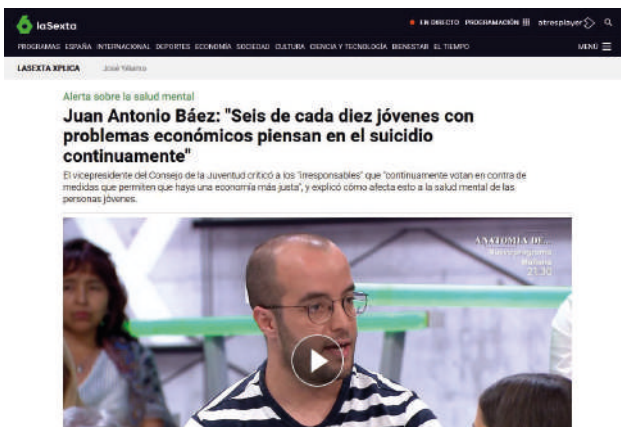 laSexta
EN DIRECTO PROGRAMACIÓN atresplayer
PROGRAMAS ESPAÑA INTERNACIONAL DEPORTES ECONOMÍA SOCIEDAD CULTURA CIENCIA Y TECNOLOGÍA BIENESTAR EL TIEMPO MENÚ
LASEXTA XPLICA José Yélamo
Alerta sobre la salud mental
Juan Antonio Báez: "Seis de cada diez jóvenes con
problemas económicos piensan en el suicidio
continuamente"
El vicepresidente del Consejo de la Juventud criticó a los "irresponsables" que "continuamente votan en contra de
medidas que permiten que haya una economía más justa", y explicó cómo afecta esto a la salud mental de las
personas jóvenes.
ANATOMÍA DE...
Mañana
21.30